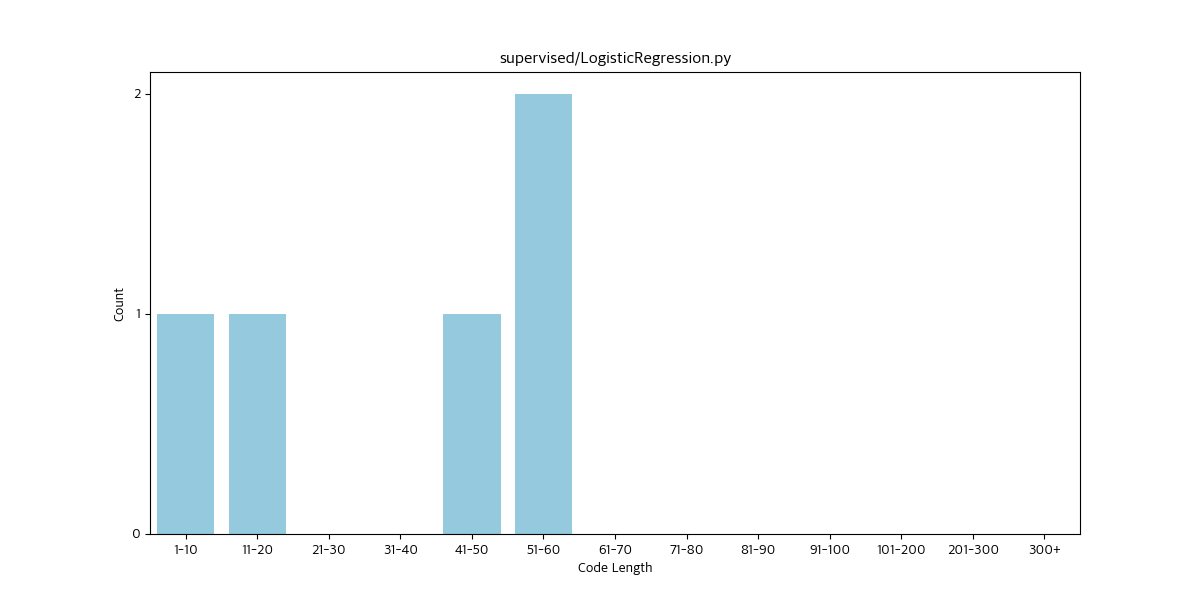 supervised/LogisticRegression.py
2
1
0
Count
1-10 11-20 21-30 31-40 41-50 51-60 61-70 71-80 81-90 91-100 101-200 201-300 300+
Code Length